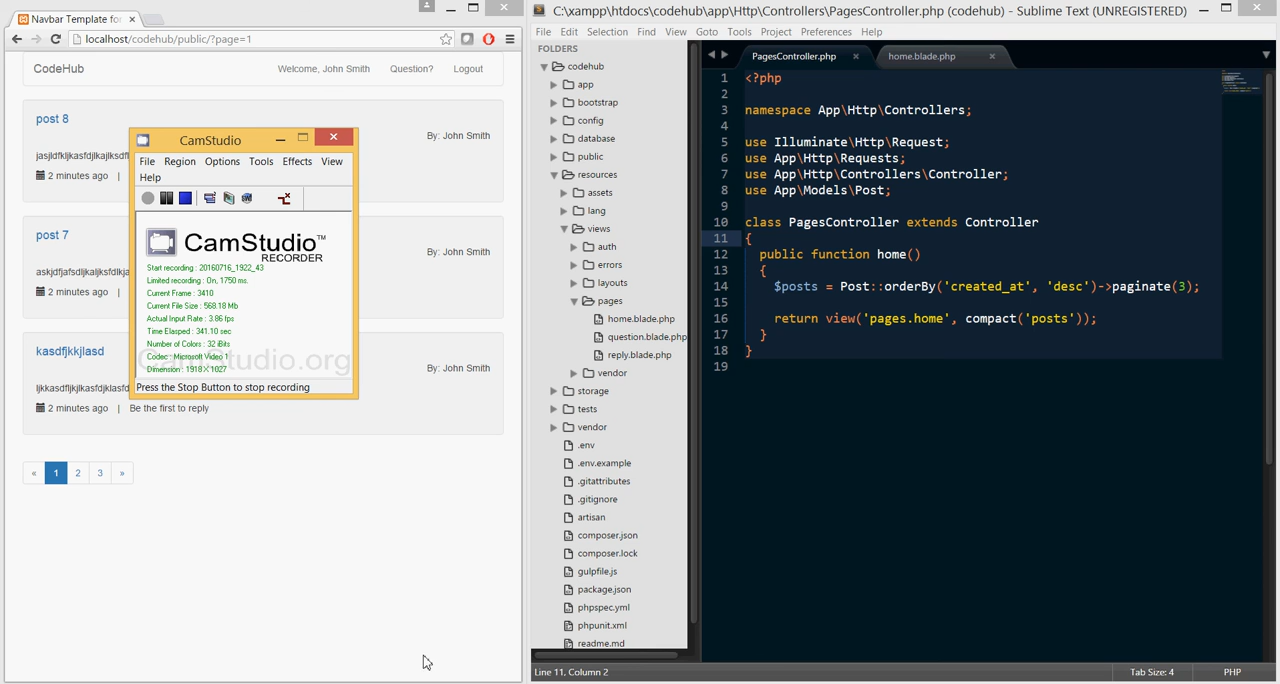 Navbar Template for
localhost/codehub/public/?page=1
CodeHub
Welcome, John Smith
Question?
Logout
post 8
By: John Smith
2 minutes ago |
post 7
By: John Smith
2 minutes ago |
kasdfjkkjlasd
By: John Smith
2 minutes ago | Be the first to reply
« 1 2 3 »
CamStudio
File Region Options Tools Effects View
Help
CamStudio™
RECORDER
Start recording : 20160716_1922_43
Limited recording : On, 1750 ms.
Current Frame : 3410
Current File Size : 568.18 Mb
Actual Input Rate : 3.86 fps
Time Elasped : 341.10 sec
Number of Colors : 32 iBits
Codec : Microsoft Video 1
Dimension : 1918 X 1027
CamStudio.org
Press the Stop Button to stop recording
C:\xampp\htdocs\codehub\app\Http\Controllers\PagesController.php (codehub) - Sublime Text (UNREGISTERED)
File Edit Selection Find View Goto Tools Project Preferences Help
FOLDERS
codehub
app
bootstrap
config
database
public
resources
assets
lang
views
auth
errors
layouts
pages
home.blade.php
question.blade.php
reply.blade.php
vendor
storage
tests
vendor
.env
.env.example
.gitattributes
.gitignore
artisan
composer.json
composer.lock
gulpfile.js
package.json
phpspec.yml
phpunit.xml
readme.md
PagesController.php
home.blade.php
1 <?php
2
3 namespace App\Http\Controllers;
4
5 use Illuminate\Http\Request;
6 use App\Http\Requests;
7 use App\Http\Controllers\Controller;
8 use App\Models\Post;
9
10 class PagesController extends Controller
11 {
12 public function home()
13 {
14 $posts = Post::orderBy('created_at', 'desc')->paginate(3);
15
16 return view('pages.home', compact('posts'));
17 }
18 }
19
Line 11, Column 2
Tab Size: 4
PHP